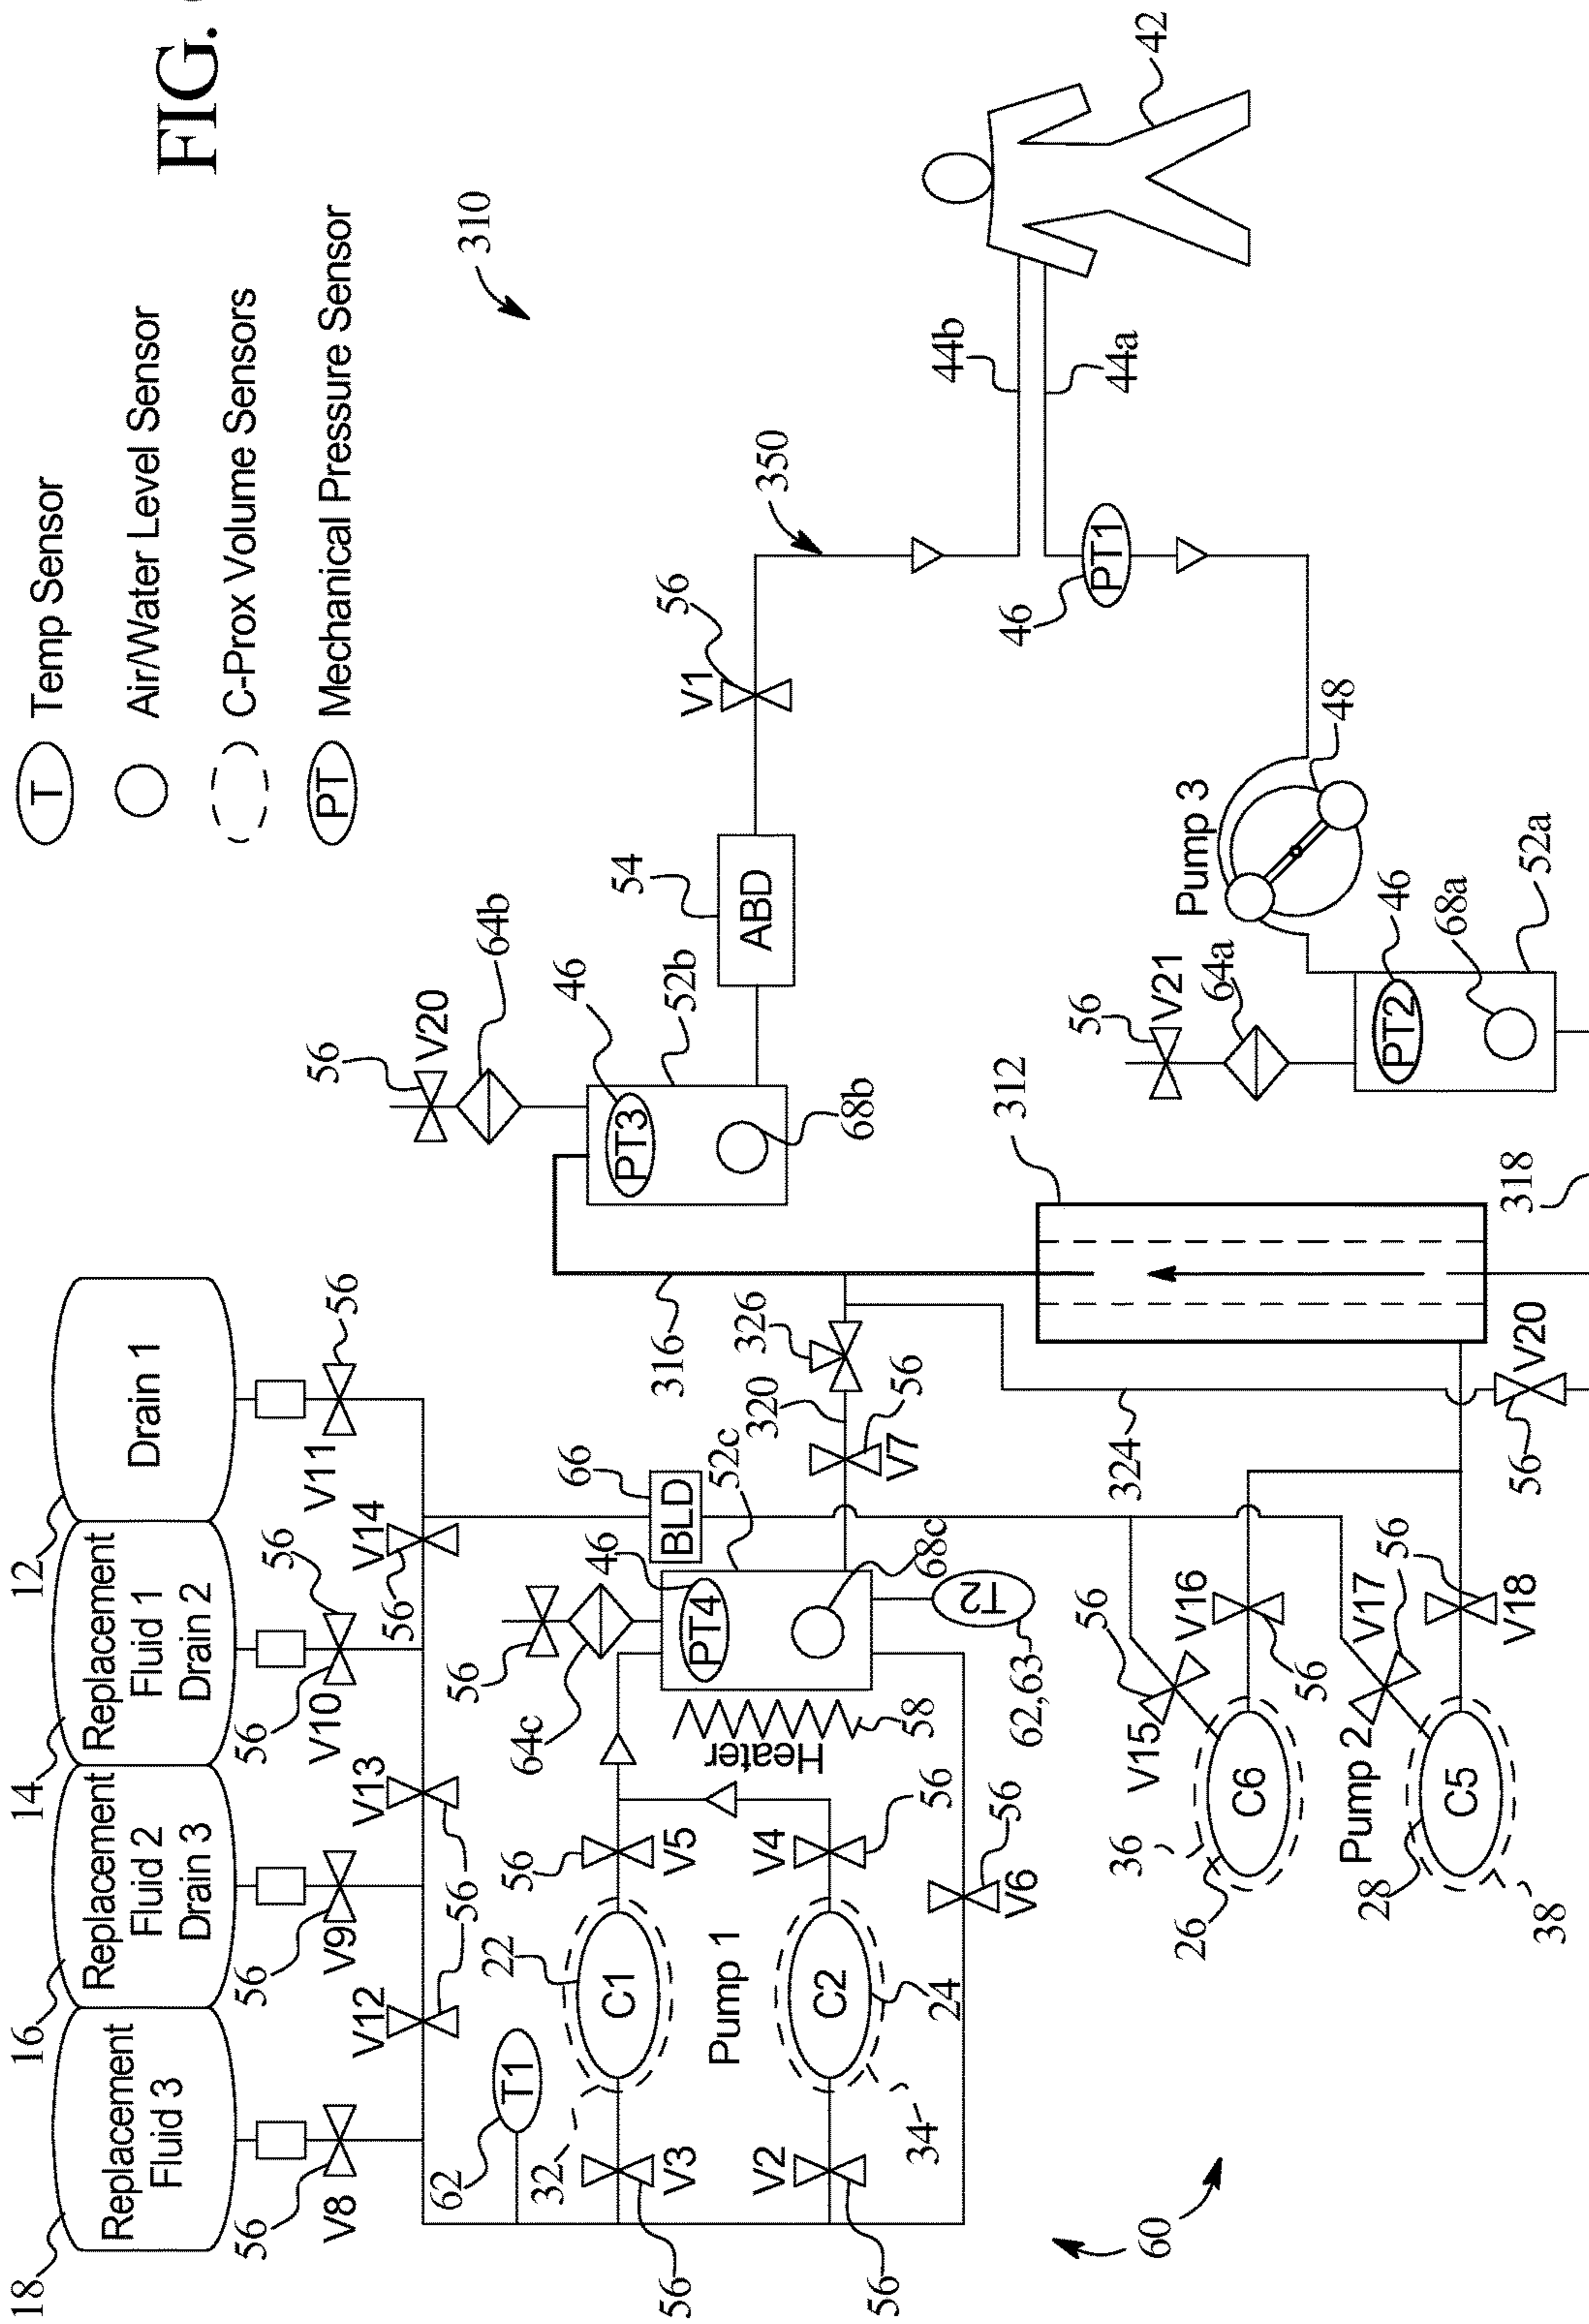 FIG.
T Temp Sensor
Air/Water Level Sensor
C-Prox Volume Sensors
PT Mechanical Pressure Sensor
310
18
16
14
12
Replacement
Fluid 3
Replacement
Fluid 2
Drain 3
Replacement
Fluid 1
Drain 2
Drain 1
56
V8
56
V9
56
V10
56
V11
56
V12
56
V13
56
V14
56
62
T1
56
V20
64b
46
PT3
52b
68b
54
ABD
V1
56
350
44b
44a
42
46
PT1
32
22
C1
V3
56
56
V5
Pump 1
C2
24
34
V2
56
V4
56
V6
56
56
64c
46
PT4
52c
68c
Heater
58
T2
62,63
66
BLD
316
326
320
56
V7
324
312
318
56
V20
Pump 3
48
56
V21
64a
46
PT2
68a
52a
36
26
C6
V15
56
V16
56
Pump 2
28
C5
38
V17
56
56
V18
60